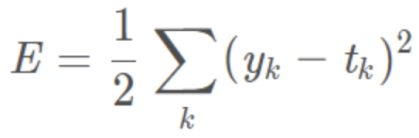 E = \frac{1}{2} \sum_{k} (y_k - t_k)^2